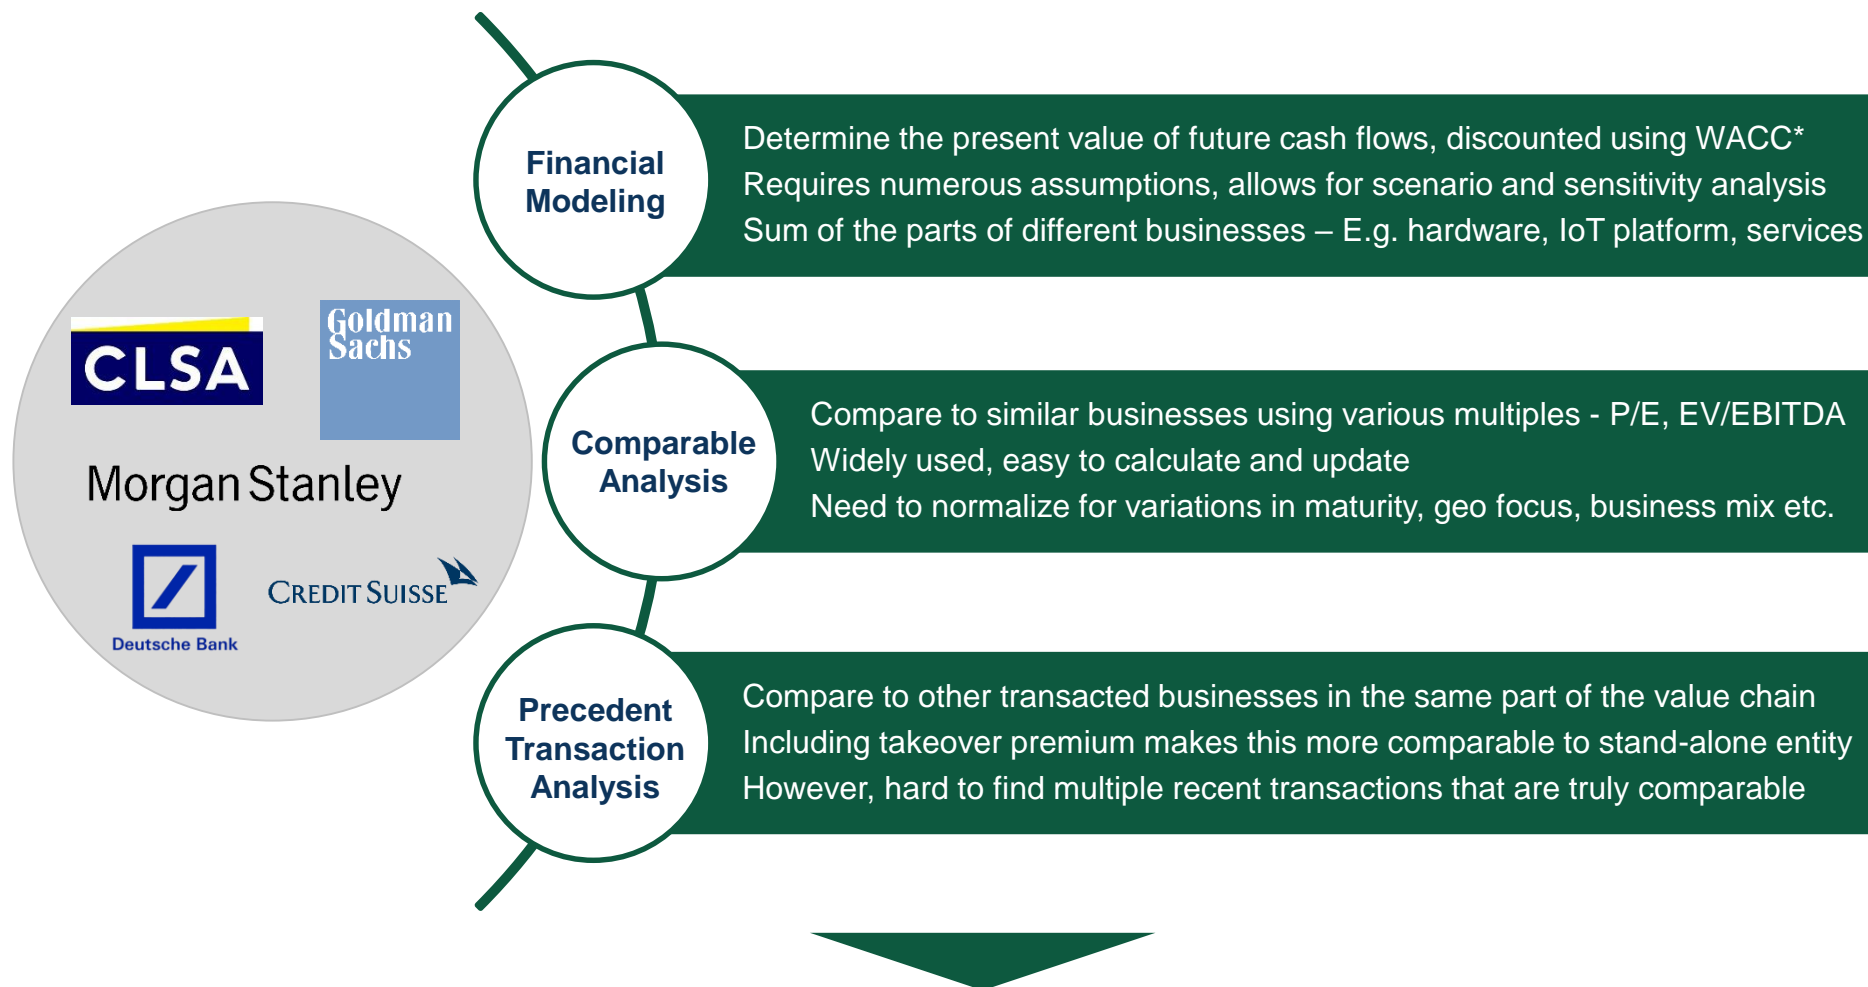 CLSA
Goldman
Sachs
Morgan Stanley
Deutsche Bank
CREDIT SUISSE
Financial
Modeling
Determine the present value of future cash flows, discounted using WACC*
Requires numerous assumptions, allows for scenario and sensitivity analysis
Sum of the parts of different businesses – E.g. hardware, IoT platform, services
Comparable
Analysis
Compare to similar businesses using various multiples - P/E, EV/EBITDA
Widely used, easy to calculate and update
Need to normalize for variations in maturity, geo focus, business mix etc.
Precedent
Transaction
Analysis
Compare to other transacted businesses in the same part of the value chain
Including takeover premium makes this more comparable to stand-alone entity
However, hard to find multiple recent transactions that are truly comparable